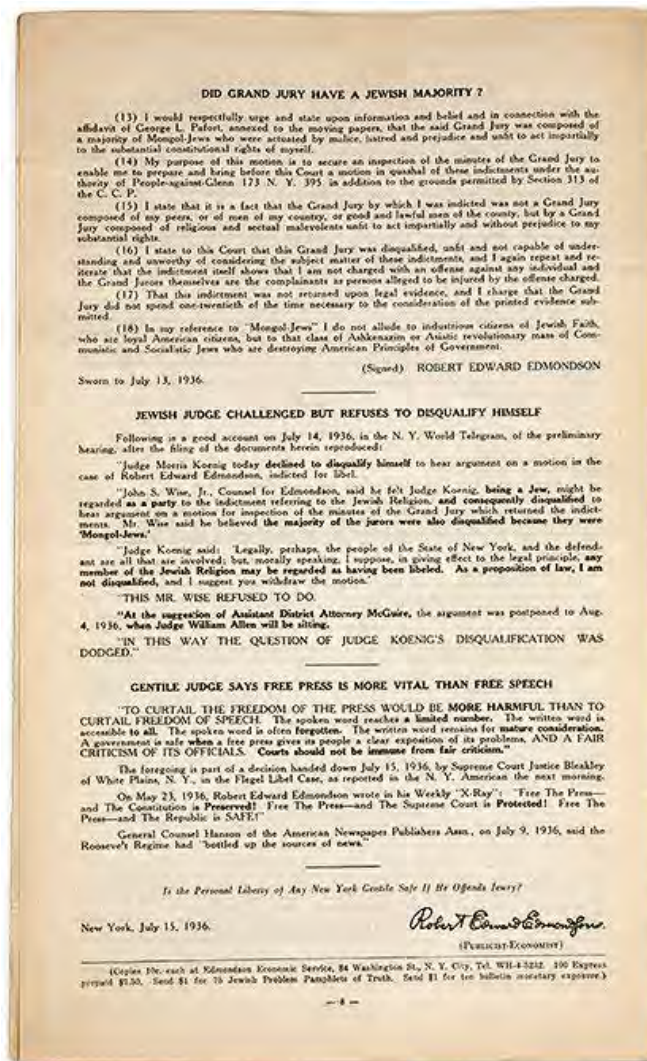 DID GRAND JURY HAVE A JEWISH MAJORITY ?
(13) I would respectfully urge and state upon information and belief and in connection with the
affidavit of George L. Pafort, annexed to the moving papers, that the said Grand Jury was composed of
a majority of Mongol-Jews who were actuated by malice, hatred and prejudice and unfit to act impartially
to the substantial constitutional rights of myself.
(14) My purpose of this motion is to secure an inspection of the minutes of the Grand Jury to
enable me to prepare and bring before this Court a motion in quashal of these indictments under the au-
thority of People-against-Glenn 173 N. Y. 395 in addition to the grounds permitted by Section 313 of
the C. C. P.
(15) I state that it is a fact that the Grand Jury by which I was indicted was not a Grand Jury
composed of my peers, or of men of my country, or good and lawful men of the county, but by a Grand
Jury composed of religious and sectual malevolents unfit to act impartially and without prejudice to my
substantial rights.
(16) I state to this Court that this Grand Jury was disqualified, unfit and not capable of under-
standing and unworthy of considering the subject matter of these indictments, and I again repeat and re-
iterate that the indictment itself shows that I am not charged with an offense against any individual and
the Grand Jurors themselves are the complainants as persons alleged to be injured by the offense charged.
(17) That this indictment was not returned upon legal evidence, and I charge that the Grand
Jury did not spend one-twentieth of the time necessary to the consideration of the printed evidence sub-
mitted.
(18) In my reference to "Mongol-Jews" I do not allude to industrious citizens of Jewish Faith,
who are loyal American citizens, but to that class of Ashkenazim or Asiatic revolutionary mass of Com-
munistic and Socialistic Jews who are destroying American Principles of Government.
(Signed) ROBERT EDWARD EDMONDSON
Sworn to July 13, 1936.
JEWISH JUDGE CHALLENGED BUT REFUSES TO DISQUALIFY HIMSELF
Following is a good account on July 14, 1936, in the N. Y. World Telegram, of the preliminary
hearing, after the filing of the documents herein reproduced:
"Judge Morris Koenig today declined to disqualify himself to hear argument on a motion in the
case of Robert Edward Edmondson, indicted for libel.
"John S. Wise, Jr., Counsel for Edmondson, said he felt Judge Koenig, being a Jew, might be
regarded as a party to the indictment referring to the Jewish Religion, and consequently disqualified to
hear argument on a motion for inspection of the minutes of the Grand Jury which returned the indict-
ments. Mr. Wise said he believed the majority of the jurors were also disqualified because they were
'Mongol-Jews.'
"Judge Koenig said: 'Legally, perhaps, the people of the State of New York, and the defend-
ant are all that are involved; but, morally speaking, I suppose, in giving effect to the legal principle, any
member of the Jewish Religion may be regarded as having been libeled. As a proposition of law, I am
not disqualified, and I suggest you withdraw the motion.'
"THIS MR. WISE REFUSED TO DO.
"At the suggestion of Assistant District Attorney McGuire, the argument was postponed to Aug.
4, 1936, when Judge William Allen will be sitting.
"IN THIS WAY THE QUESTION OF JUDGE KOENIG'S DISQUALIFICATION WAS
DODGED."
GENTILE JUDGE SAYS FREE PRESS IS MORE VITAL THAN FREE SPEECH
"TO CURTAIL THE FREEDOM OF THE PRESS WOULD BE MORE HARMFUL THAN TO
CURTAIL FREEDOM OF SPEECH. The spoken word reaches a limited number. The written word is
accessible to all. The spoken word is often forgotten. The written word remains for mature consideration.
A government is safe when a free press gives its people a clear exposition of its problems, AND A FAIR
CRITICISM OF ITS OFFICIALS. Courts should not be immune from fair criticism."
The foregoing is part of a decision handed down July 15, 1936, by Supreme Court Justice Bleakley
of White Plains, N. Y., in the Flegel Libel Case, as reported in the N. Y. American the next morning.
On May 23, 1936, Robert Edward Edmondson wrote in his Weekly "X-Ray": "Free The Press—
and The Constitution is Preserved! Free The Press—and The Supreme Court is Protected! Free The
Press—and The Republic is SAFE!"
General Counsel Hanson of the American Newspaper Publishers Assn., on July 9, 1936, said the
Roosevelt Regime had "bottled up the sources of news."
Is the Personal Liberty of Any New York Gentile Safe If He Offends Jewry?
New York, July 15, 1936.
Robert Edward Edmondson.
(PUBLICIST-ECONOMIST)
(Copies 10c. each at Edmondson Economic Service, 84 Washington St., N. Y. City, Tel. WH-4-5242. 100 Express
prepaid $1.50. Send $1 for 75 Jewish Problem Pamphlets of Truth. Send $1 for ten bulletin monetary exposure.)